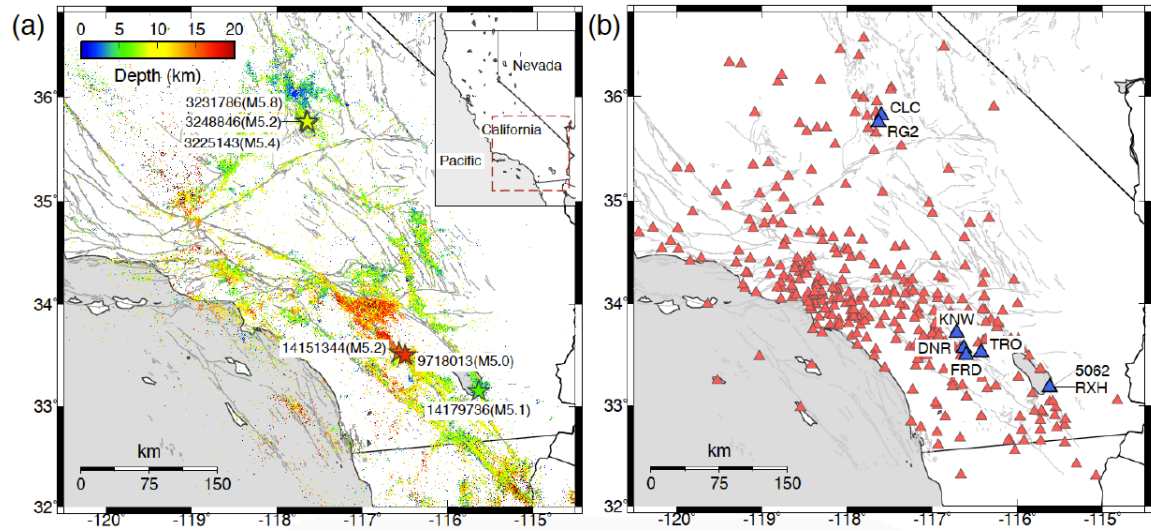 (a)
0 5 10 15 20
Depth (km)
Nevada
California
Pacific
3231786(M5.8)
3248846(M5.2)
3225143(M5.4)
14151344(M5.2)
9718013(M5.0)
14179736(M5.1)
km
0 75 150
36°
35°
34°
33°
32°
-120° -119° -118° -117° -116° -115°
(b)
CLC
RG2
KNW
DNR
TRO
FRD
5062
RXH
km
0 75 150
36°
35°
34°
33°
32°
-120° -119° -118° -117° -116° -115°